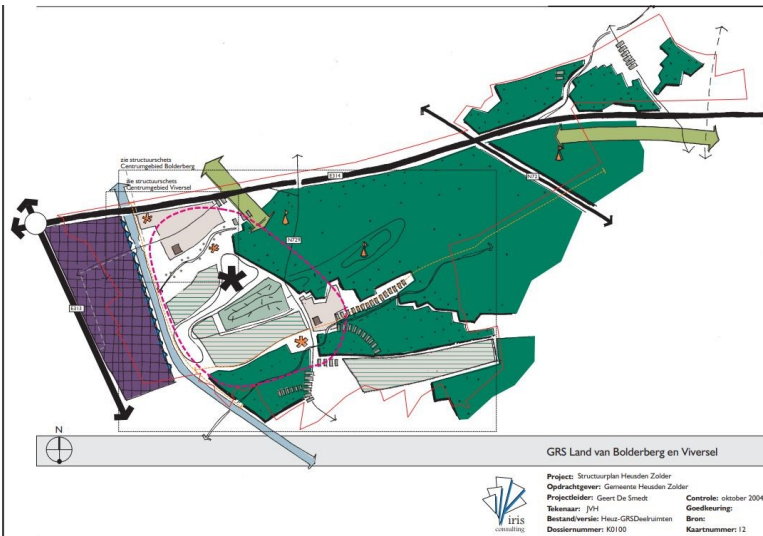 zie structuurschets
Centrumgebied Bolderberg
zie structuurschets
Centrumgebied Viversel
E314
N72
N729
E313
N
GRS Land van Bolderberg en Viversel
iris
consulting
Project: Structuurplan Heusden Zolder
Opdrachtgever: Gemeente Heusden Zolder
Projectleider: Geert De Smedt
Controle: oktober 2004
Tekenaar: JVH
Goedkeuring:
Bestand/versie: Heuz-GRSDeelruimten
Bron:
Dossiernummer: K0100
Kaartnummer: 12